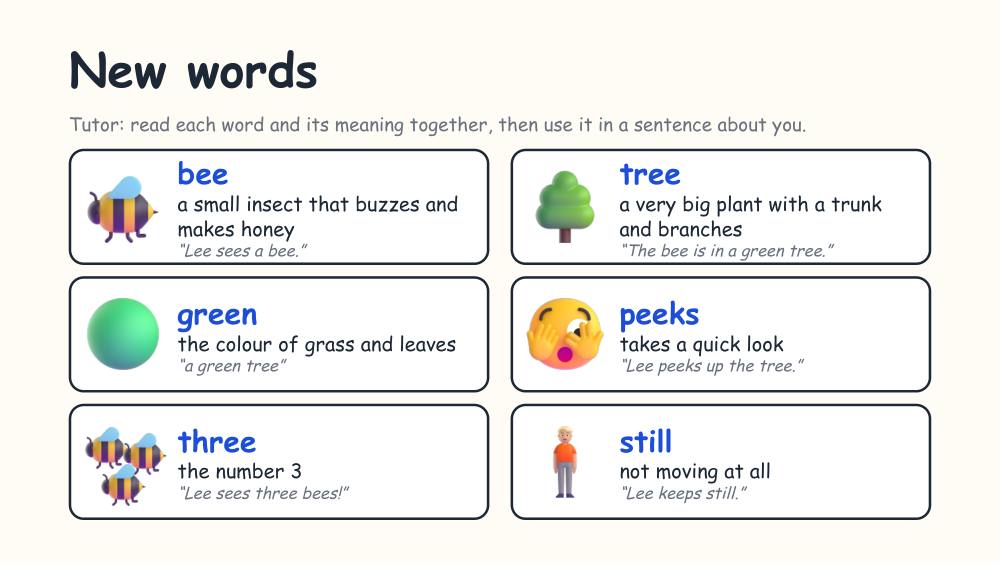 New words
Tutor: read each word and its meaning together, then use it in a sentence about you.
bee
a small insect that buzzes and
makes honey
"Lee sees a bee."
tree
a very big plant with a trunk
and branches
"The bee is in a green tree."
green
the colour of grass and leaves
"a green tree"
peeks
takes a quick look
"Lee peeks up the tree."
three
the number 3
"Lee sees three bees!"
still
not moving at all
"Lee keeps still."